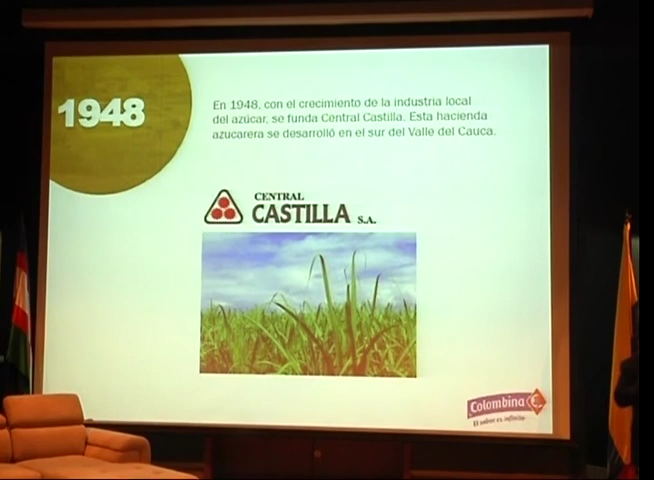 1948
En 1948, con el crecimiento de la industria local
del azúcar, se funda Central Castilla. Esta hacienda
azucarera se desarrolló en el sur del Valle del Cauca.
CENTRAL
CASTILLA S.A.
Colombina
El sabor es infinito